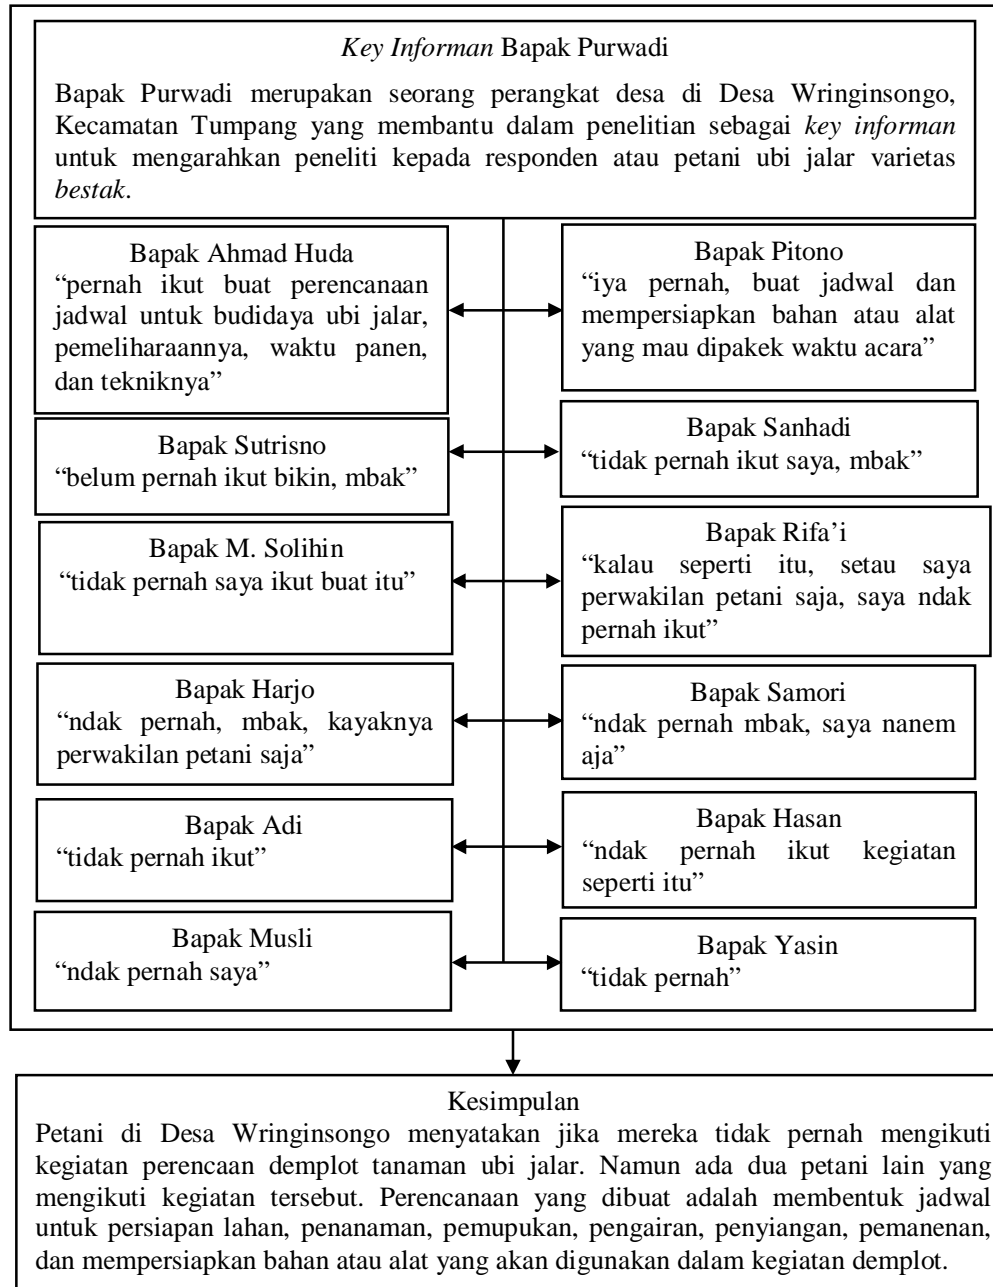 Key Informan Bapak Purwadi
Bapak Purwadi merupakan seorang perangkat desa di Desa Wringinsongo,
Kecamatan Tumpang yang membantu dalam penelitian sebagai key informan
untuk mengarahkan peneliti kepada responden atau petani ubi jalar varietas
bestak.
Bapak Ahmad Huda
“pernah ikut buat perencanaan
jadwal untuk budidaya ubi jalar,
pemeliharaannya, waktu panen,
dan tekniknya”
Bapak Pitono
“iya pernah, buat jadwal dan
mempersiapkan bahan atau alat
yang mau dipakek waktu acara”
Bapak Sutrisno
“belum pernah ikut bikin, mbak”
Bapak Sanhadi
“tidak pernah ikut saya, mbak”
Bapak M. Solihin
“tidak pernah saya ikut buat itu”
Bapak Rifa’i
“kalau seperti itu, setau saya
perwakilan petani saja, saya ndak
pernah ikut”
Bapak Harjo
“ndak pernah, mbak, kayaknya
perwakilan petani saja”
Bapak Samori
“ndak pernah mbak, saya nanem
aja”
Bapak Adi
“tidak pernah ikut”
Bapak Hasan
“ndak pernah ikut kegiatan
seperti itu”
Bapak Musli
“ndak pernah saya”
Bapak Yasin
“tidak pernah”
Kesimpulan
Petani di Desa Wringinsongo menyatakan jika mereka tidak pernah mengikuti
kegiatan perencaan demplot tanaman ubi jalar. Namun ada dua petani lain yang
mengikuti kegiatan tersebut. Perencanaan yang dibuat adalah membentuk jadwal
untuk persiapan lahan, penanaman, pemupukan, pengairan, penyiangan, pemanenan,
dan mempersiapkan bahan atau alat yang akan digunakan dalam kegiatan demplot.